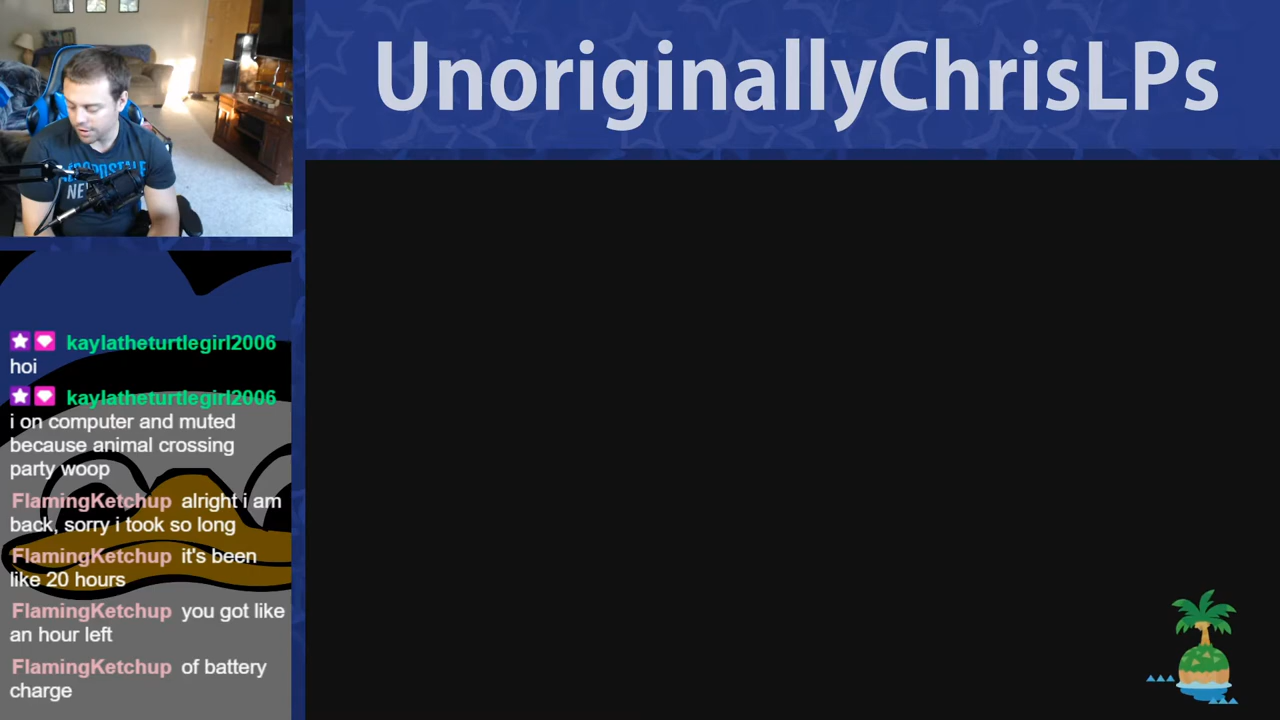 UnoriginallyChrisLPs
NE
kaylatheturtlegirl2006
hoi
kaylatheturtlegirl2006
i on computer and muted
because animal crossing
party woop
FlamingKetchup alright i am
back, sorry i took so long
FlamingKetchup it's been
like 20 hours
FlamingKetchup you got like
an hour left
FlamingKetchup of battery
charge